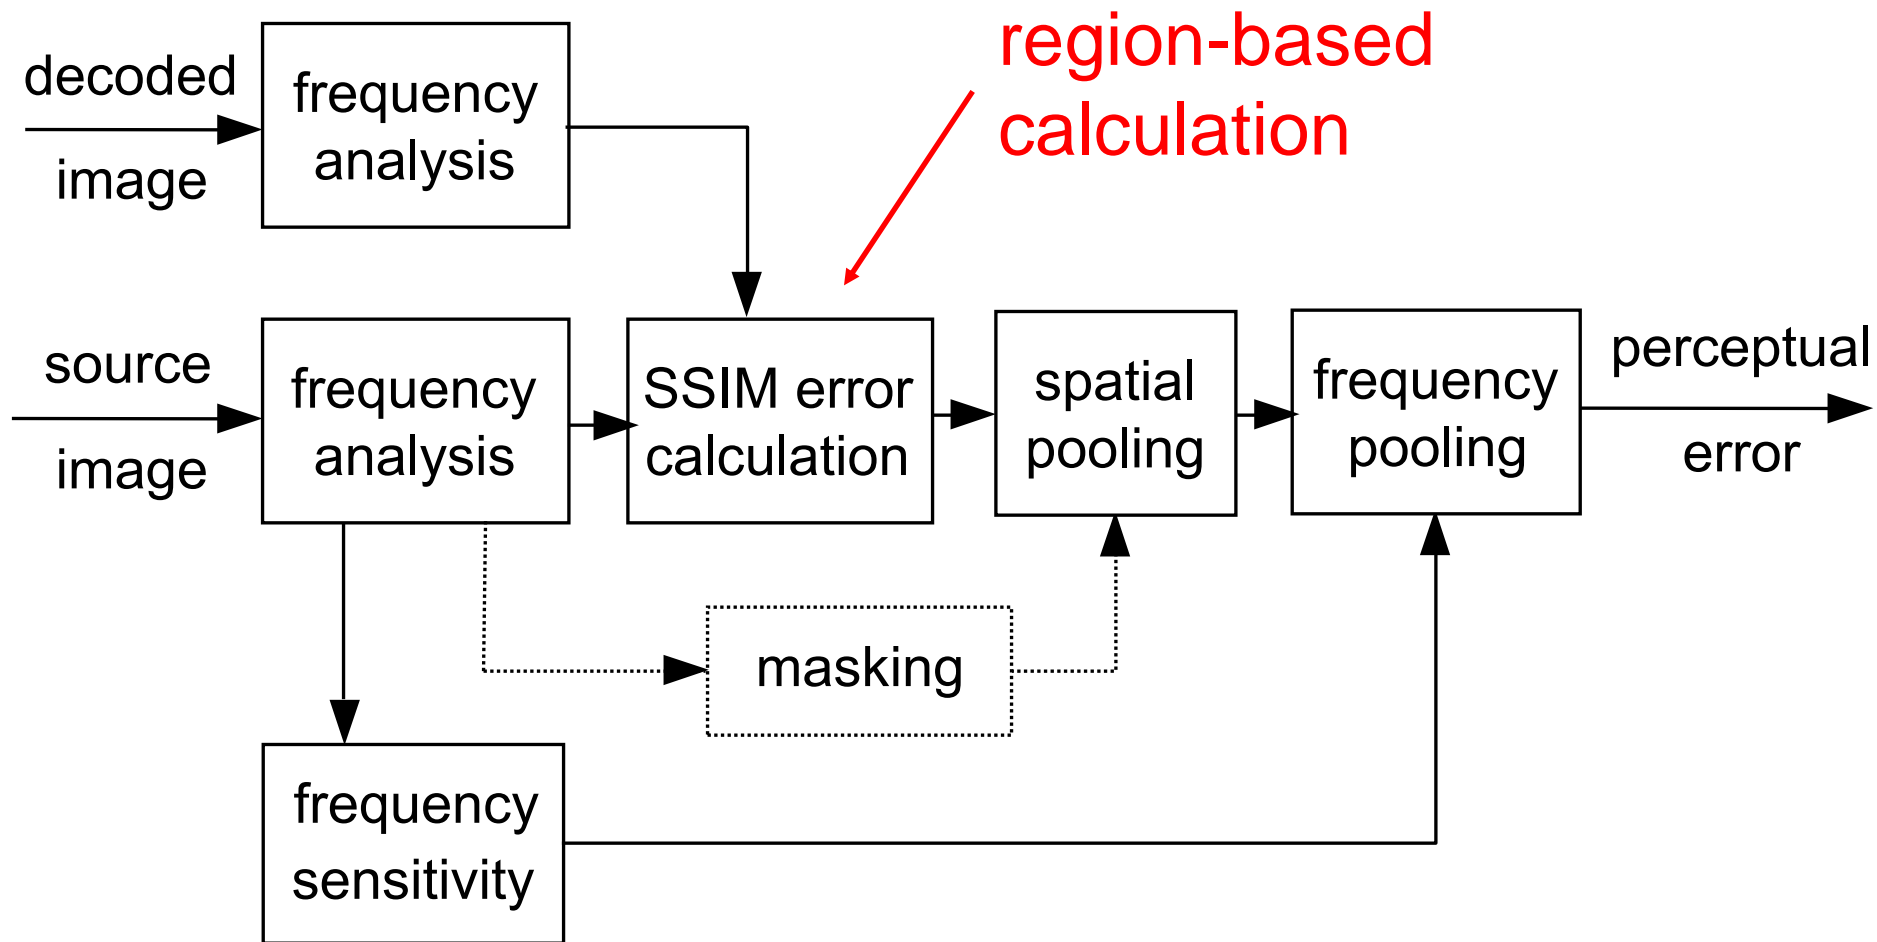 region-based
calculation
decoded
image
frequency
analysis
source
image
frequency
analysis
SSIM error
calculation
spatial
pooling
frequency
pooling
perceptual
error
masking
frequency
sensitivity